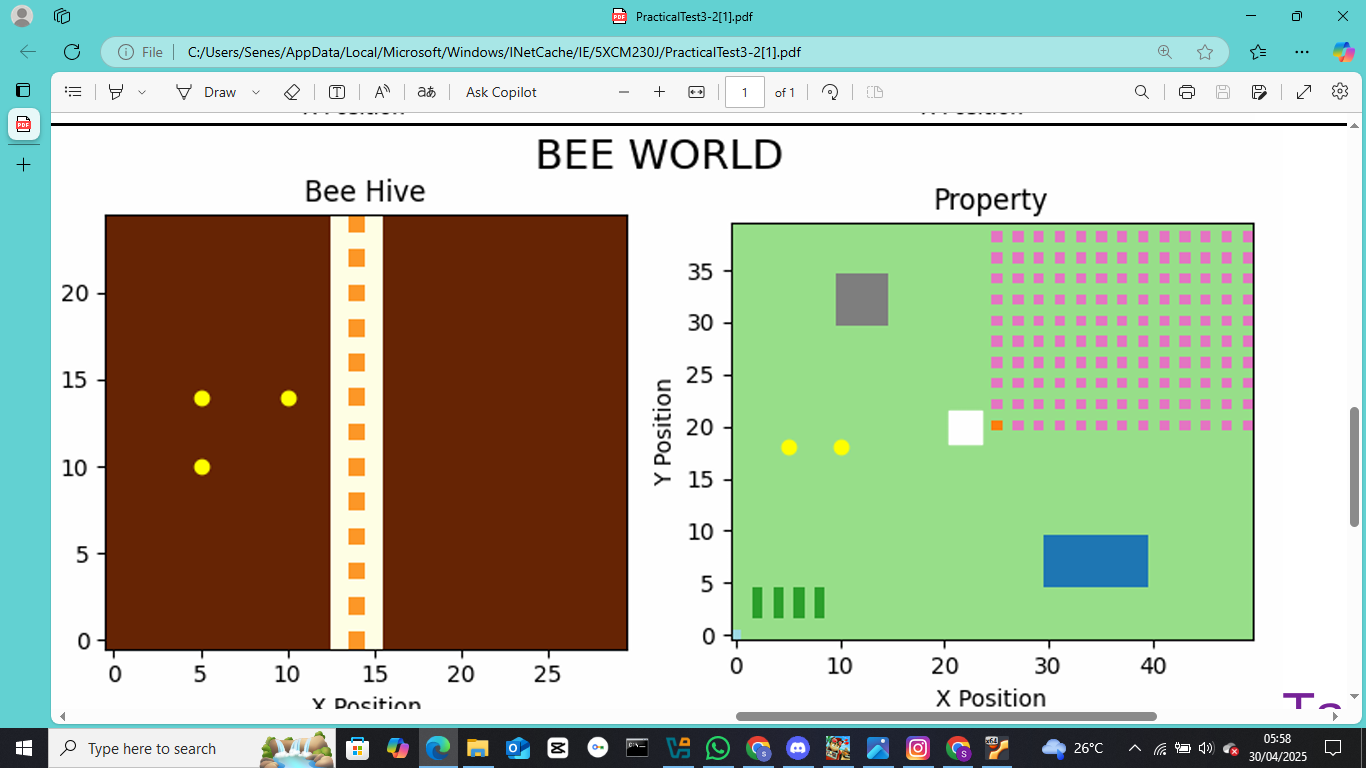 PracticalTest3-2[1].pdf
File
C:/Users/Senes/AppData/Local/Microsoft/Windows/INetCache/IE/5XCM230J/PracticalTest3-2[1].pdf
Draw
Ask Copilot
1
of 1
BEE WORLD
Bee Hive
20
15
10
5
0
0 5 10 15 20 25
X Position
Property
Y Position
35
30
25
20
15
10
5
0
0 10 20 30 40
X Position
Type here to search
26°C
05:58
30/04/2025